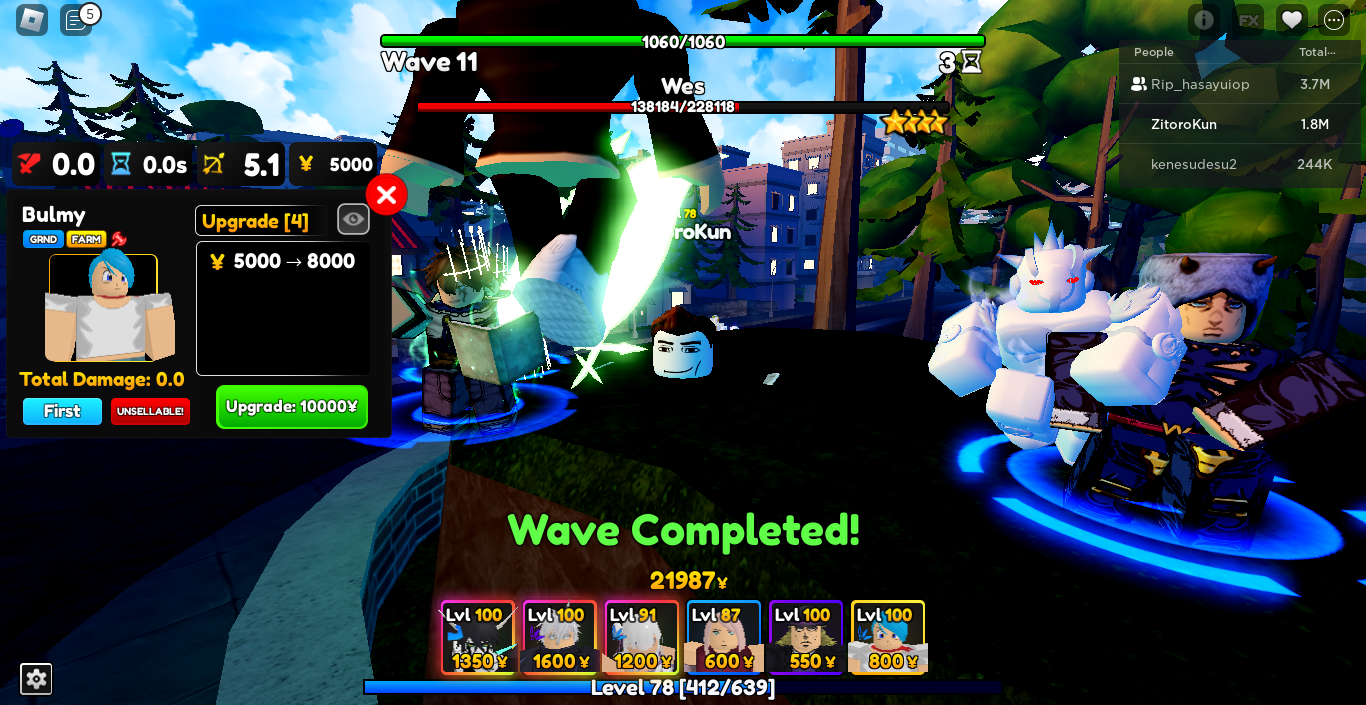 5
1060/1060
Wave 11
3
Wes
138184/228118
FX
People Total...
Rip_hasayuiop 3.7M
ZitoroKun 1.8M
kenesudesu2 244K
0.0
0.0s
5.1
¥ 5000
Bulmy
GRND
FARM
Upgrade [4]
¥ 5000 → 8000
Total Damage: 0.0
First
UNSELLABLE!
Upgrade: 10000¥
78
roKun
Wave Completed!
21987¥
Lvl 100
1350 ¥
Lvl 100
1600 ¥
Lvl 91
1200 ¥
Lvl 87
600 ¥
Lvl 100
550 ¥
Lvl 100
800 ¥
Level 78 [412/639]